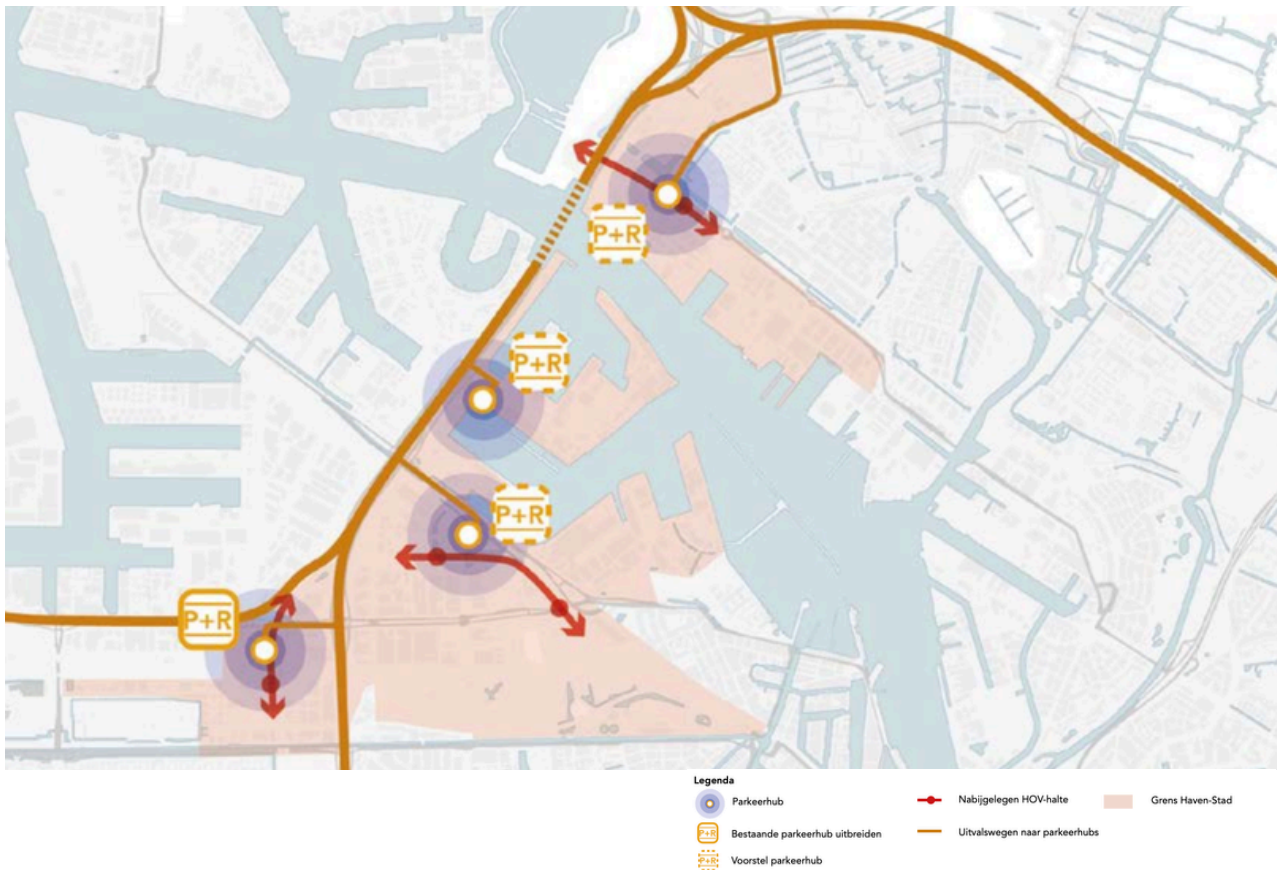 P+R
P+R
P+R
P+R
Legenda
Parkeerhub
P+R Bestaande parkeerhub uitbreiden
P+R Voorstel parkeerhub
Nabijgelegen HOV-halte
Uitvalswegen naar parkeerhubs
Grens Haven-Stad